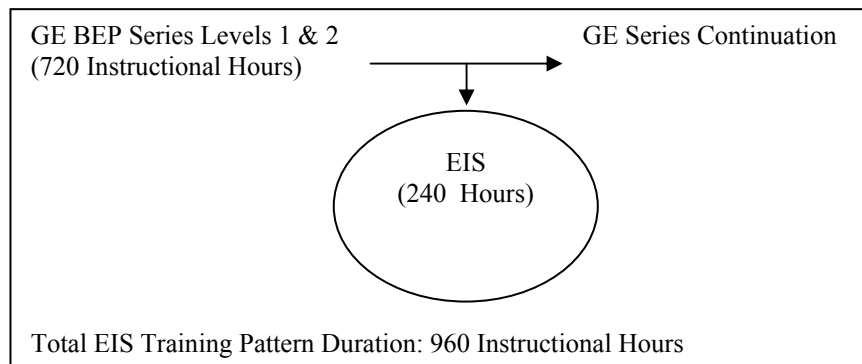 GE BEP Series Levels 1 & 2
(720 Instructional Hours)
GE Series Continuation
EIS
(240 Hours)
Total EIS Training Pattern Duration: 960 Instructional Hours